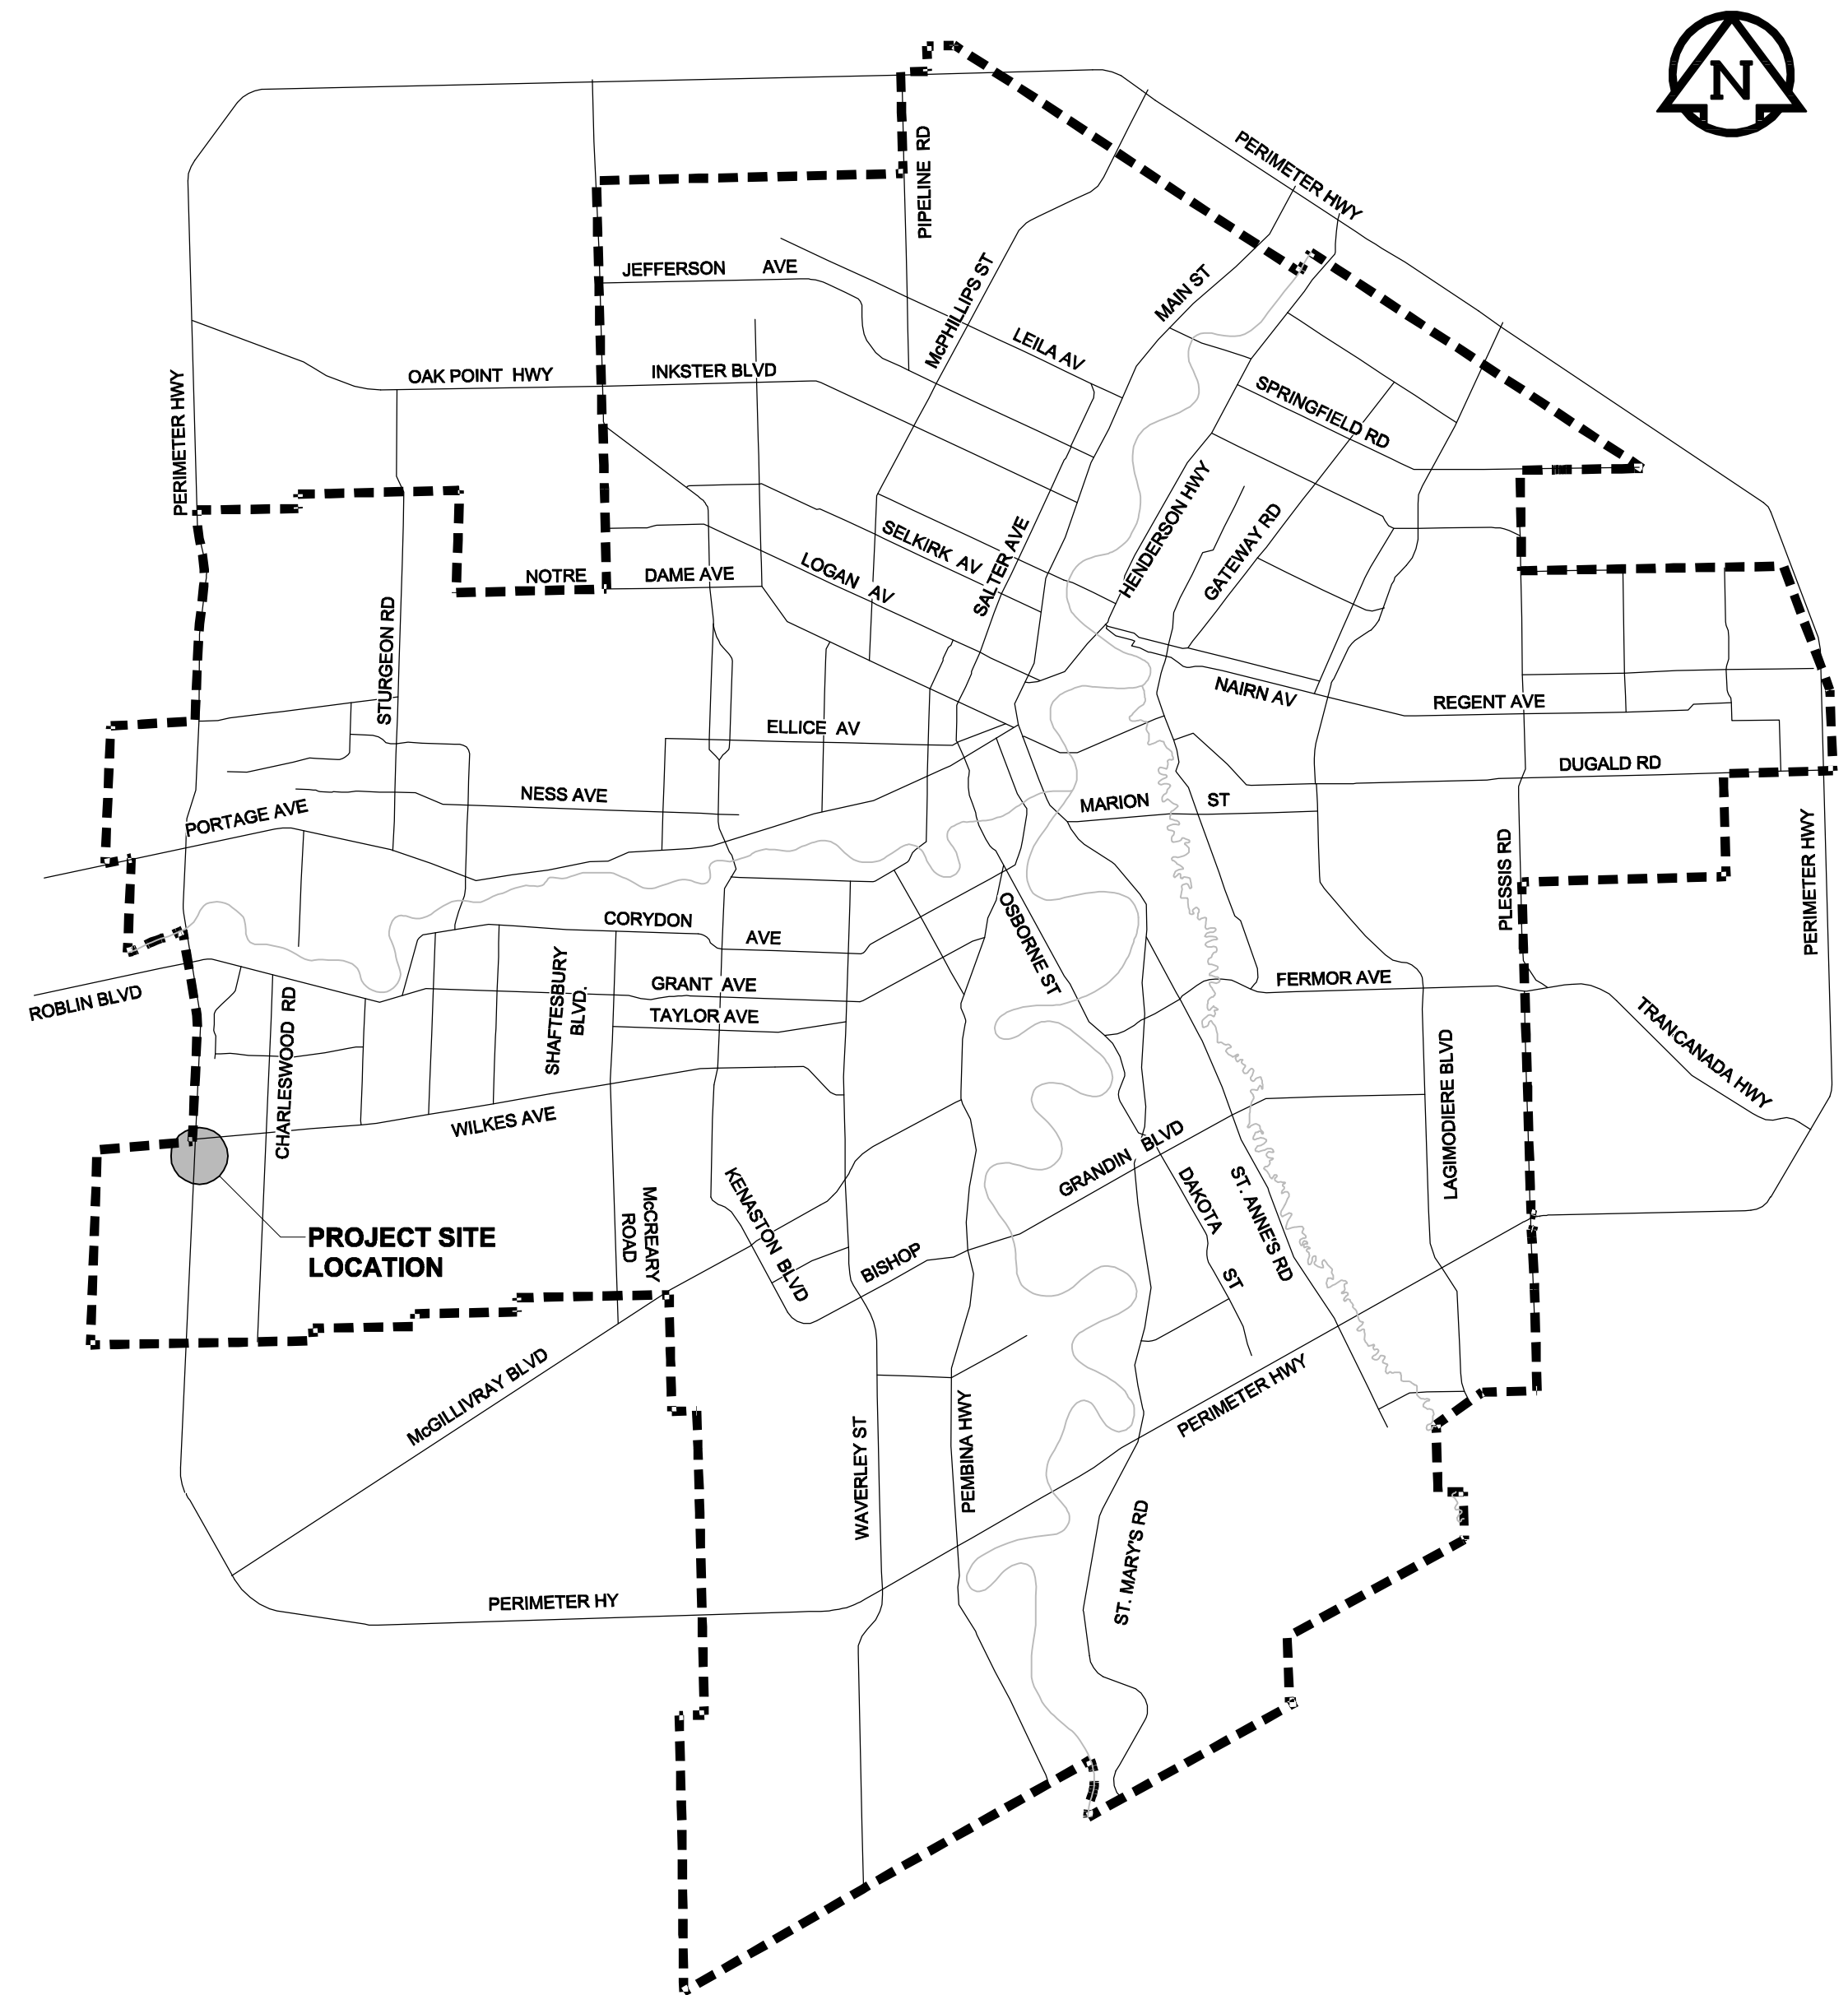 N
PERIMETER HWY
PIPELINE RD
JEFFERSON AVE
McPHILLIPS ST
MAIN ST
LEILA AV
OAK POINT HWY
INKSTER BLVD
PERIMETER HWY
SPRINGFIELD RD
HENDERSON HWY
GATEWAY RD
SELKIRK AV
SALTER AVE
LOGAN AV
NOTRE DAME AVE
STURGEON RD
NAIRN AV
REGENT AVE
ELLICE AV
DUGALD RD
NESS AVE
MARION ST
PORTAGE AVE
PLESSIS RD
PERIMETER HWY
CORYDON AVE
OSBORNE ST
SHAFTESBURY
BLVD.
GRANT AVE
FERMOR AVE
ROBLIN BLVD
TAYLOR AVE
CHARLESWOOD RD
TRANCANADA HWY
LAGIMODIERE BLVD
WILKES AVE
GRANDIN BLVD
DAKOTA ST
ST. ANNE'S RD
KENASTON BLVD
McCREARY
ROAD
PROJECT SITE
LOCATION
BISHOP
McGILLIVRAY BLVD
PERIMETER HWY
WAVERLEY ST
PEMBINA HWY
ST. MARY'S RD
PERIMETER HY